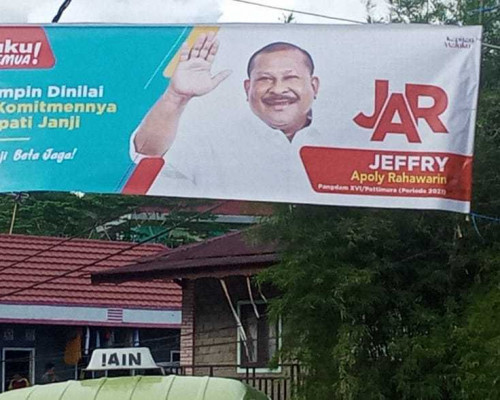 uku!
EMUA!
mpin Dinilai
Komitmennya
pati Janji
ji Beta Jaga!
JAR
JEFFRY
Apoly Rahawarin
Pangdam XVI/Pattimura (Periode 2021)
IAIN